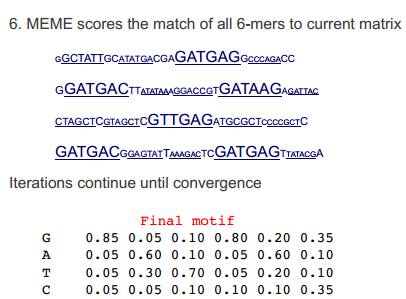 6. MEME scores the match of all 6-mers to current matrix
GGCTATTGCATATGACGAGATGAGGCCCAGACC
GGATGACTTATATAAAGGACCGTGATAAGAGATTAC
CTAGCTCGTAGCTCGTTGAGATGCGCTCCCCGCTC
GATGACGGAGTATTAAAGACTCGATGAGTTATACGA
Iterations continue until convergence
Final motif
G 0.85 0.05 0.10 0.80 0.20 0.35
A 0.05 0.60 0.10 0.05 0.60 0.10
T 0.05 0.30 0.70 0.05 0.20 0.10
C 0.05 0.05 0.10 0.10 0.10 0.35